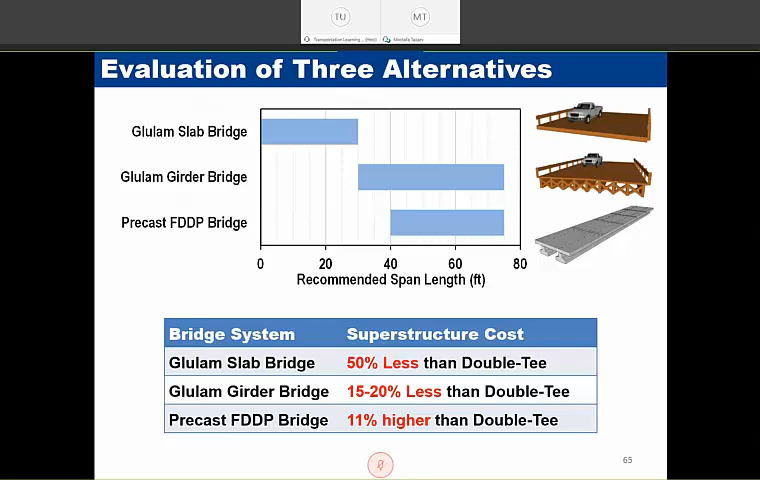 TU
MT
Transportation Learning ... (Host)
Mostafa Tazarv
Evaluation of Three Alternatives
Glulam Slab Bridge
Glulam Girder Bridge
Precast FDDP Bridge
0 20 40 60 80
Recommended Span Length (ft)
Bridge System Superstructure Cost
Glulam Slab Bridge 50% Less than Double-Tee
Glulam Girder Bridge 15-20% Less than Double-Tee
Precast FDDP Bridge 11% higher than Double-Tee
65